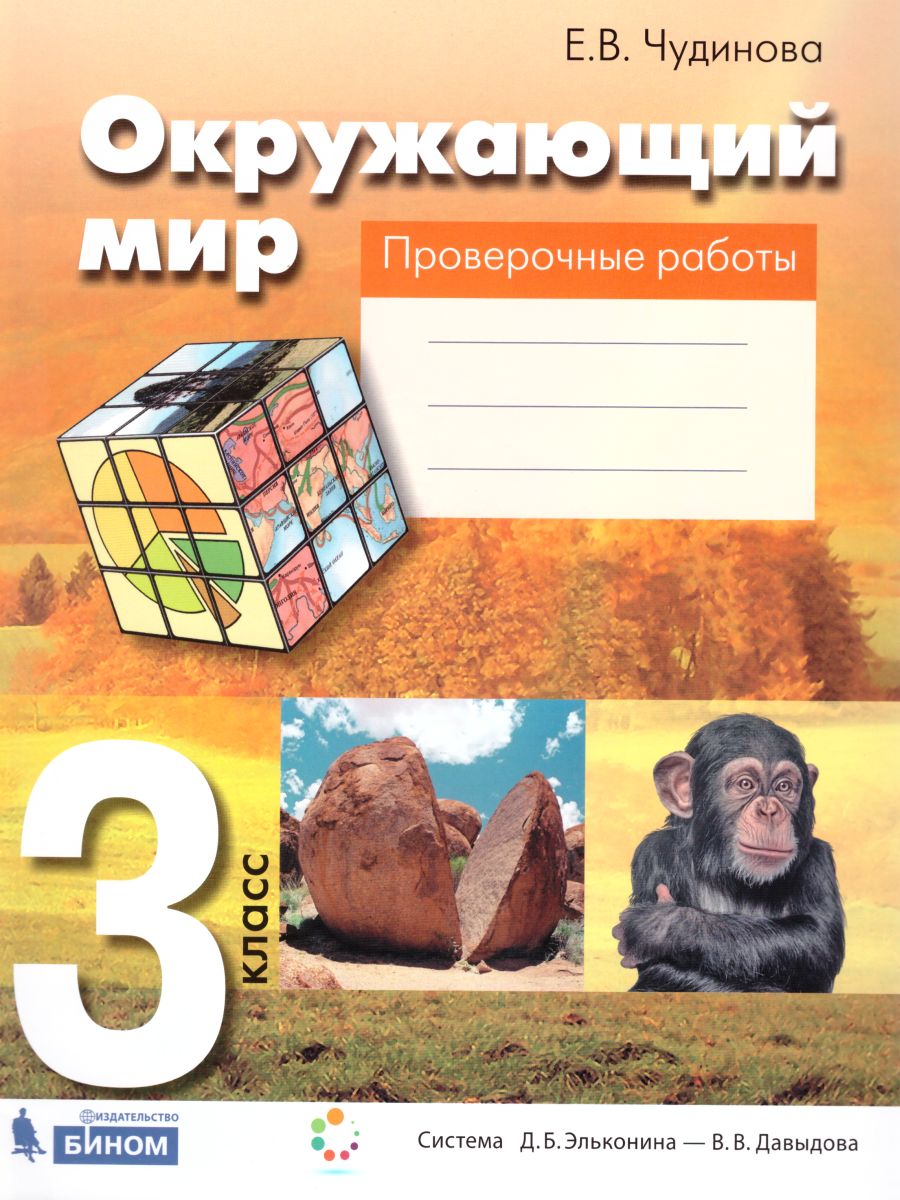 Е.В. Чудинова
Окружающий
мир
Проверочные работы
3
класс
ИЗДАТЕЛЬСТВО
БИНОМ
Система Д.Б.Эльконина — В.В.Давыдова